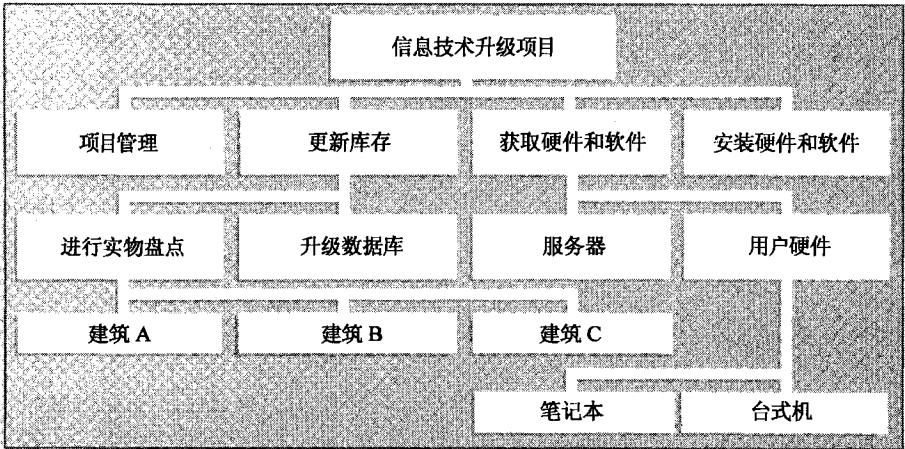 信息技术升级项目
项目管理
更新库存
获取硬件和软件
安装硬件和软件
进行实物盘点
升级数据库
服务器
用户硬件
建筑 A
建筑 B
建筑 C
笔记本
台式机